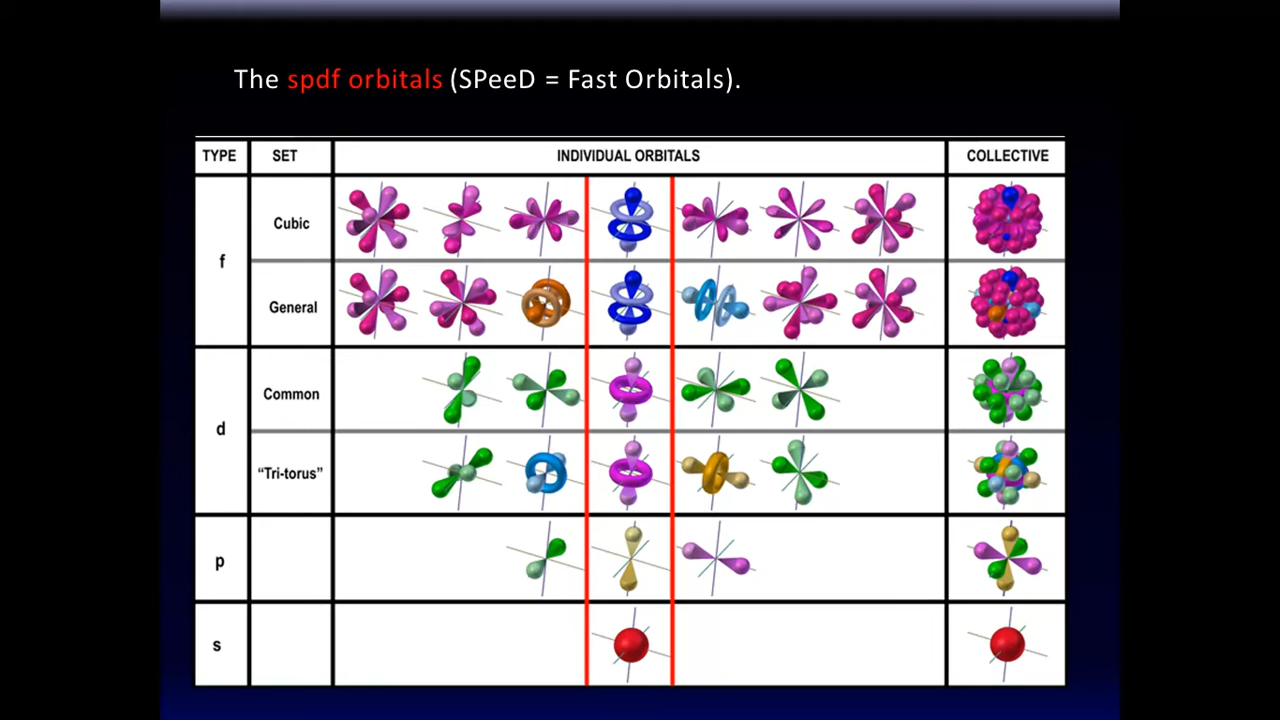 The spdf orbitals (SPeeD = Fast Orbitals).
TYPE SET INDIVIDUAL ORBITALS COLLECTIVE
f
Cubic
General
d
Common
“Tri-torus”
p
s